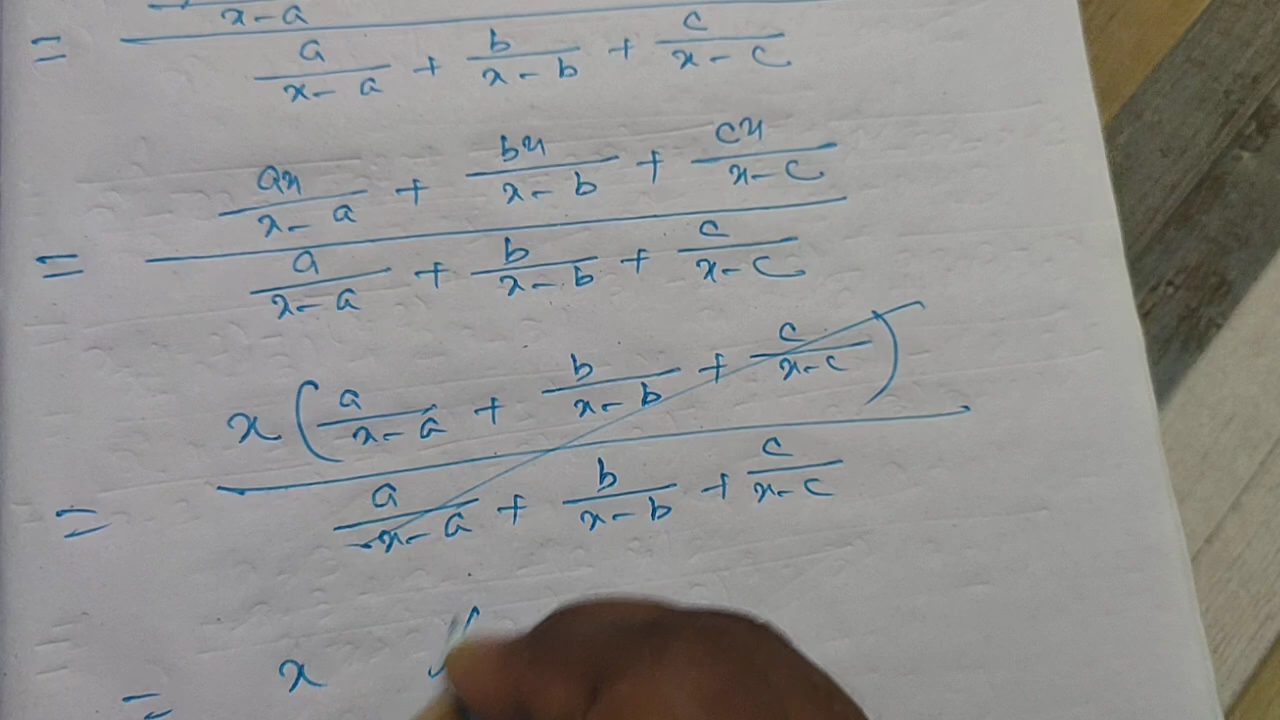 x-a
= a/x-a + b/x-b + c/x-c
ax/x-a + bx/x-b + cx/x-c
= a/x-a + b/x-b + c/x-c
x(a/x-a + b/x-b + c/x-c)
= a/x-a + b/x-b + c/x-c
= x